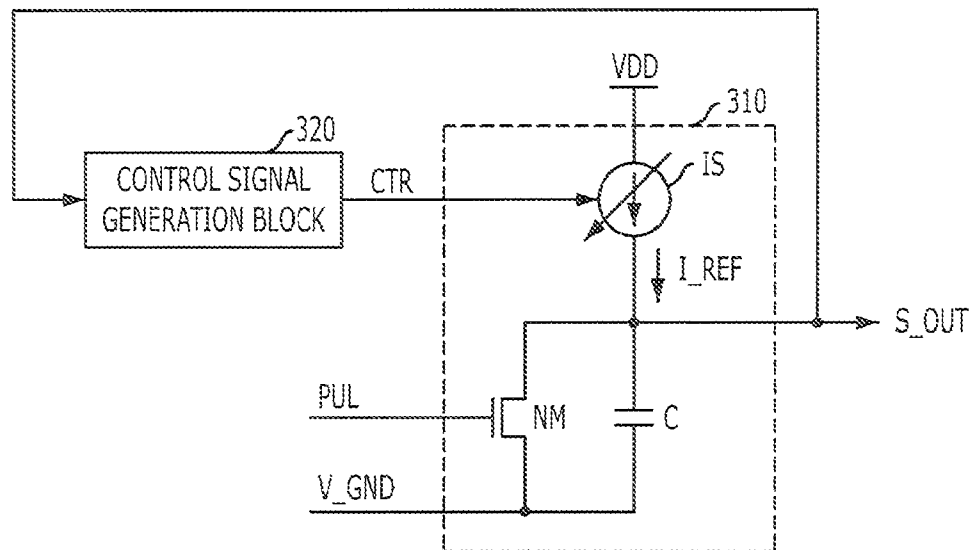 VDD
310
320
IS
CONTROL SIGNAL
GENERATION BLOCK
CTR
I_REF
S_OUT
PUL
NM
C
V_GND